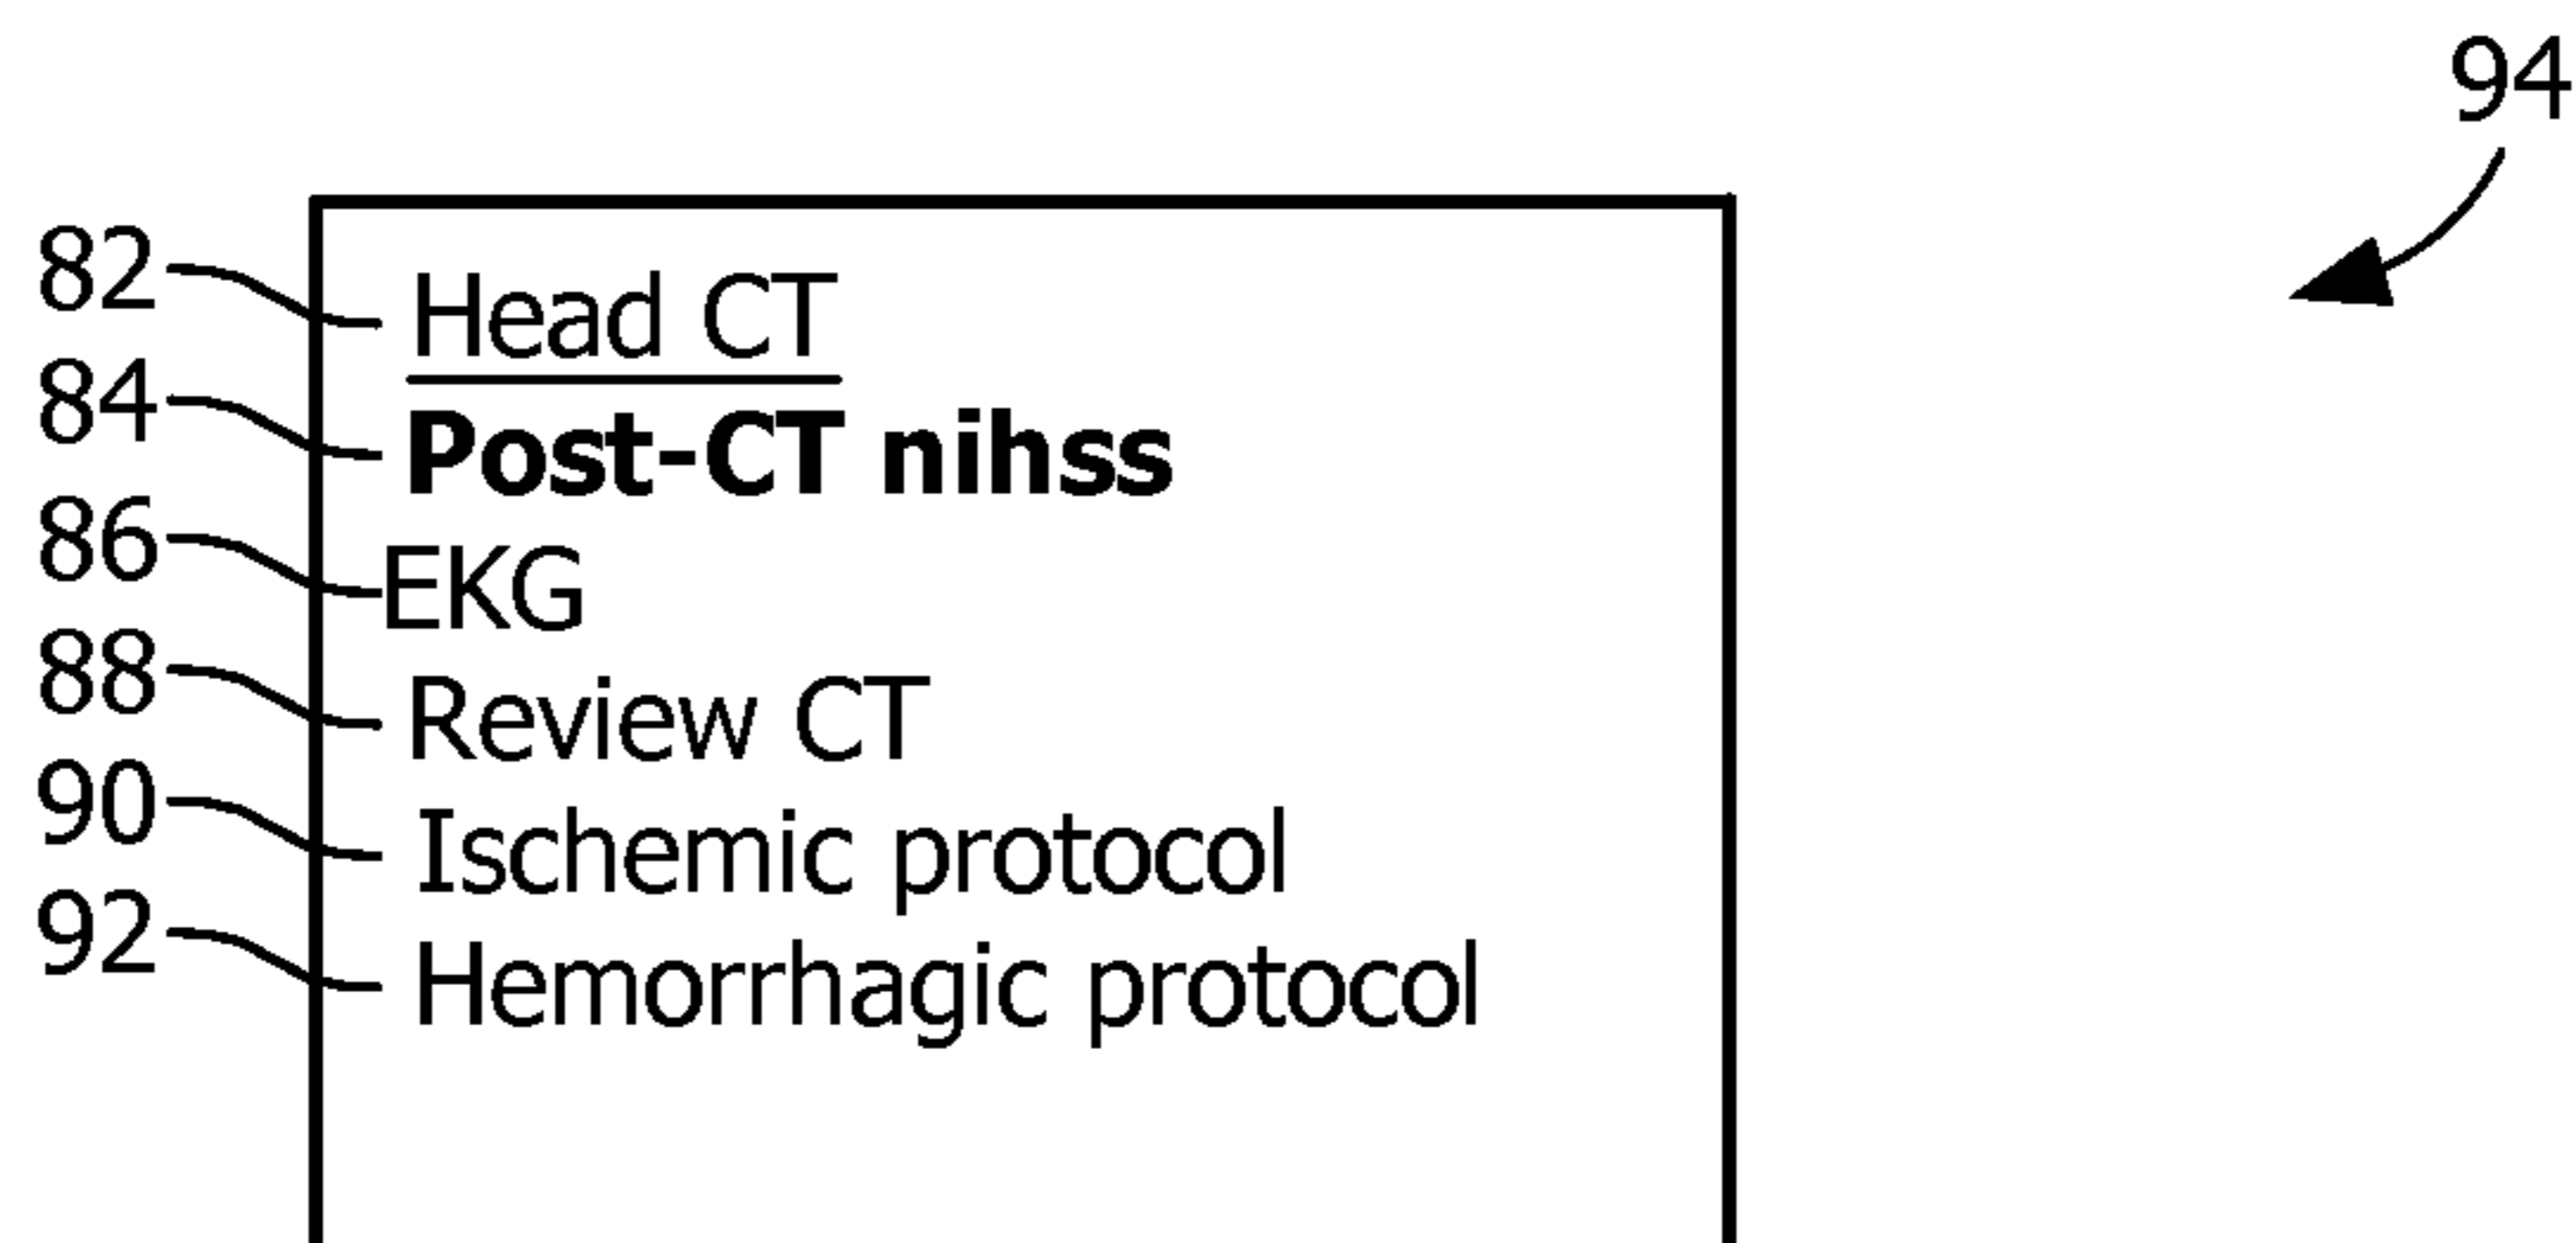 94
82 Head CT
84 Post-CT nihss
86 EKG
88 Review CT
90 Ischemic protocol
92 Hemorrhagic protocol